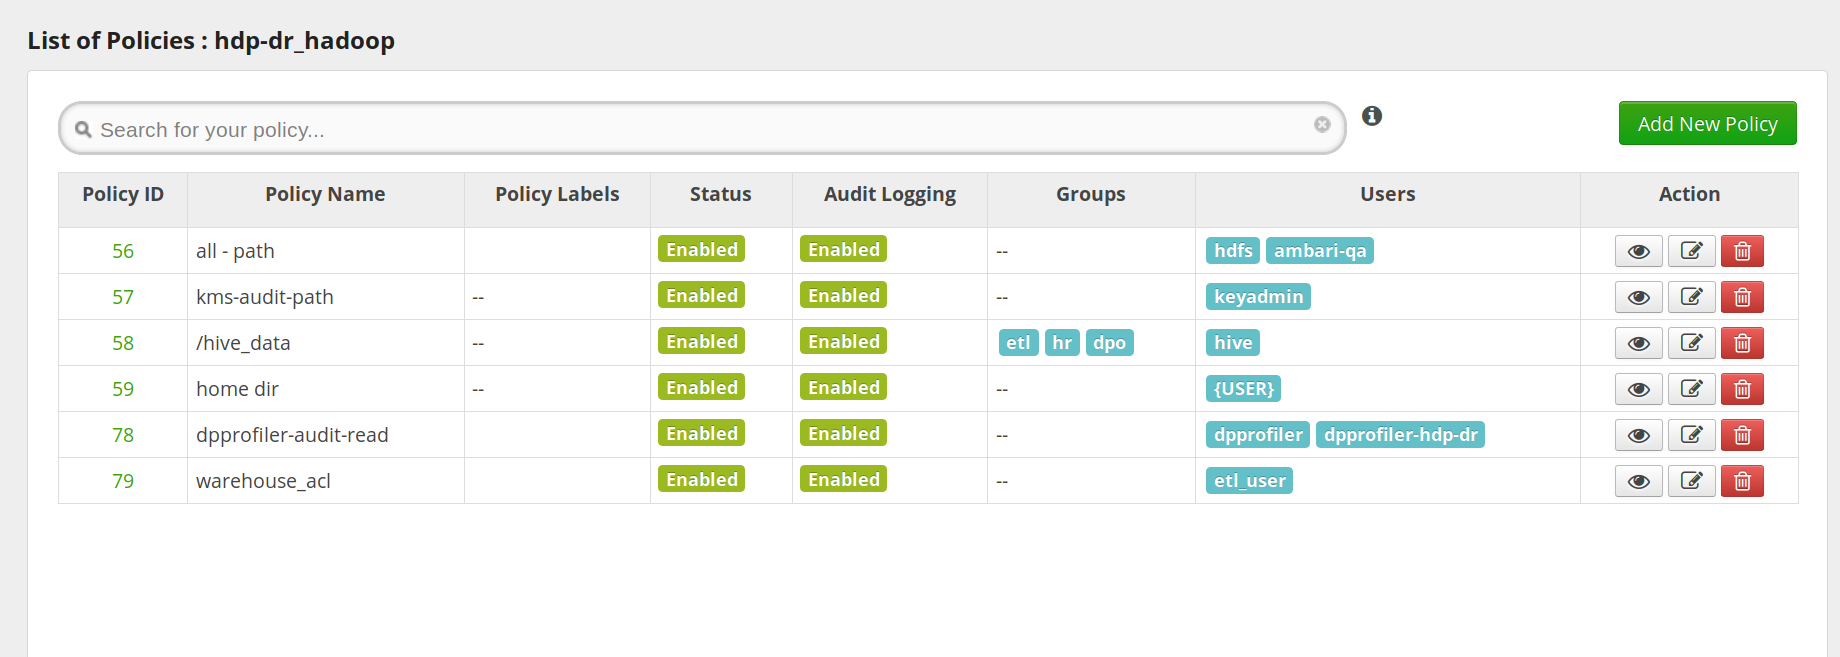 List of Policies : hdp-dr_hadoop
Search for your policy...
Add New Policy
Policy ID Policy Name Policy Labels Status Audit Logging Groups Users Action
56 all - path Enabled Enabled -- hdfs ambari-qa
57 kms-audit-path -- Enabled Enabled -- keyadmin
58 /hive_data -- Enabled Enabled etl hr dpo hive
59 home dir -- Enabled Enabled -- {USER}
78 dpprofiler-audit-read Enabled Enabled -- dpprofiler dpprofiler-hdp-dr
79 warehouse_acl Enabled Enabled -- etl_user